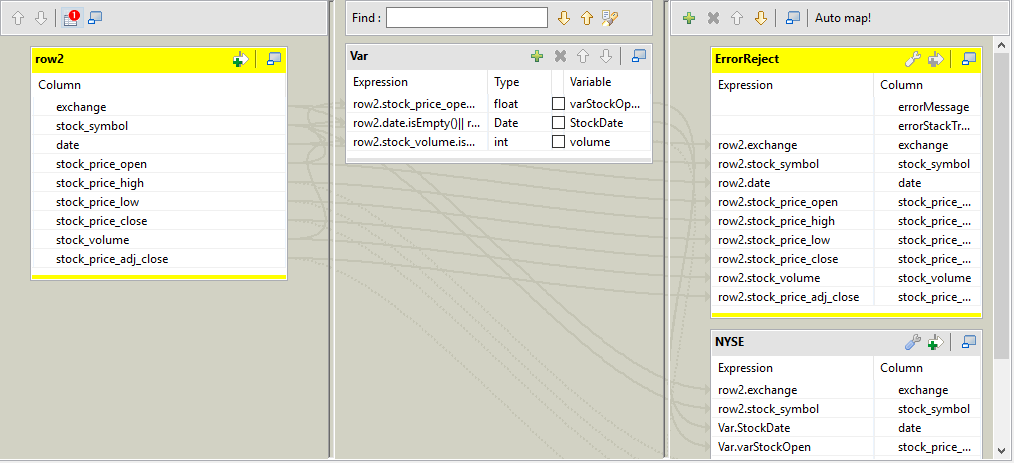 1
row2
Column
exchange
stock_symbol
date
stock_price_open
stock_price_high
stock_price_low
stock_price_close
stock_volume
stock_price_adj_close
Find :
Var
Expression Type Variable
row2.stock_price_ope... float varStockOp...
row2.date.isEmpty()|| r... Date StockDate
row2.stock_volume.is... int volume
Auto map!
ErrorReject
Expression Column
errorMessage
errorStackTr...
row2.exchange exchange
row2.stock_symbol stock_symbol
row2.date date
row2.stock_price_open stock_price_...
row2.stock_price_high stock_price_...
row2.stock_price_low stock_price_...
row2.stock_price_close stock_price_...
row2.stock_volume stock_volume
row2.stock_price_adj_close stock_price_...
NYSE
Expression Column
row2.exchange exchange
row2.stock_symbol stock_symbol
Var.StockDate date
Var.varStockOpen stock_price_...